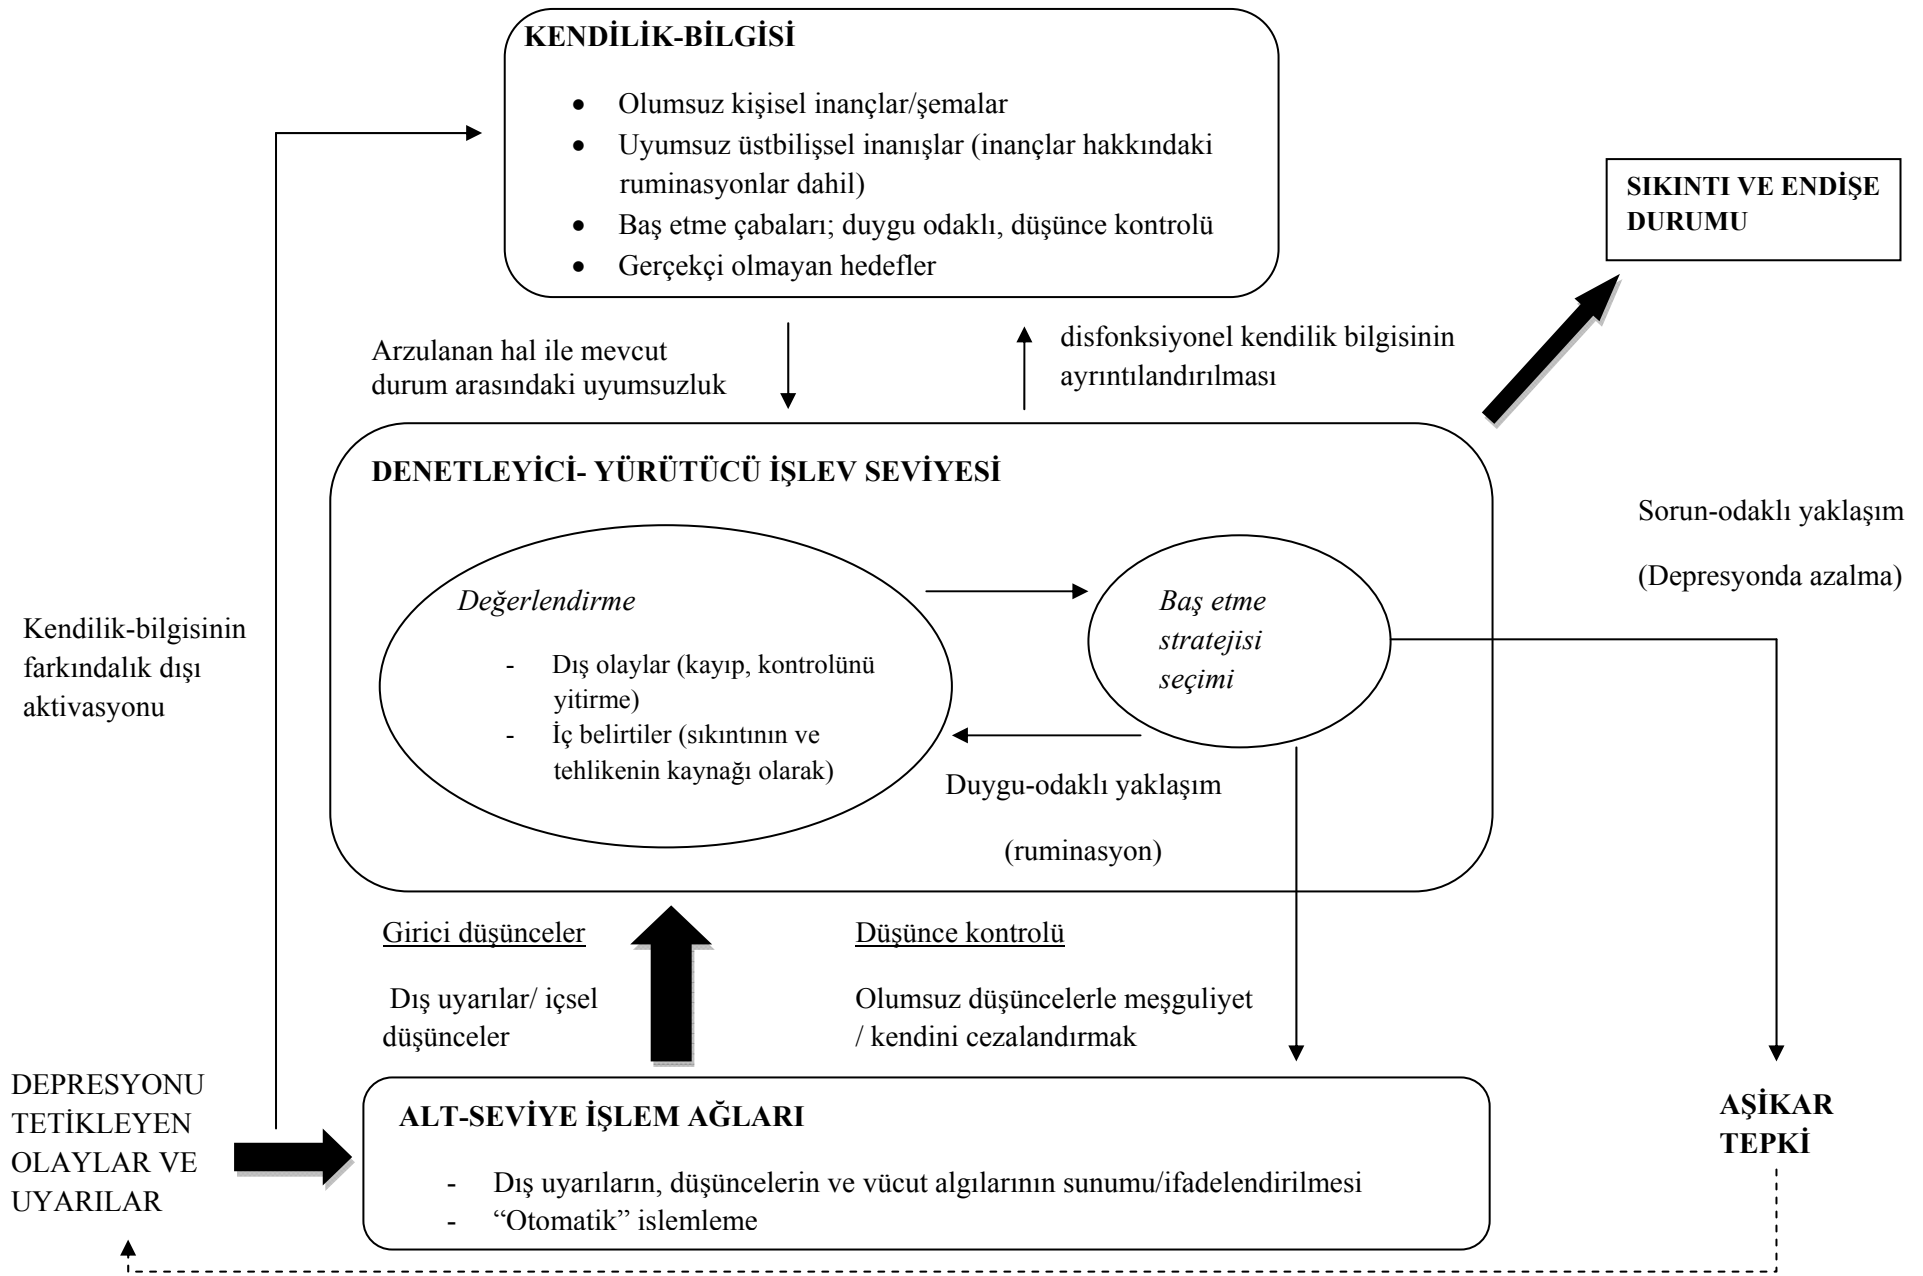 KENDİLİK-BİLGİSİ
• Olumsuz kişisel inançlar/şemalar
• Uyumsuz üstbilişsel inanışlar (inançlar hakkındaki
ruminasyonlar dahil)
• Baş etme çabaları; duygu odaklı, düşünce kontrolü
• Gerçekçi olmayan hedefler
SIKINTI VE ENDİŞE
DURUMU
Arzulanan hal ile mevcut
durum arasındaki uyumsuzluk
disfonksiyonel kendilik bilgisinin
ayrıntılandırılması
DENETLEYİCİ- YÜRÜTÜCÜ İŞLEV SEVİYESİ
Değerlendirme
- Dış olaylar (kayıp, kontrolünü
yitirme)
- İç belirtiler (sıkıntının ve
tehlikenin kaynağı olarak)
Baş etme
stratejisi
seçimi
Duygu-odaklı yaklaşım
(ruminasyon)
Sorun-odaklı yaklaşım
(Depresyonda azalma)
Kendilik-bilgisinin
farkındalık dışı
aktivasyonu
Girici düşünceler
Dış uyarılar/ içsel
düşünceler
Düşünce kontrolü
Olumsuz düşüncelerle meşguliyet
/ kendini cezalandırmak
DEPRESYONU
TETİKLEYEN
OLAYLAR VE
UYARILAR
ALT-SEVİYE İŞLEM AĞLARI
- Dış uyarıların, düşüncelerin ve vücut algılarının sunumu/ifadelendirilmesi
- “Otomatik” islemleme
AŞİKAR
TEPKİ